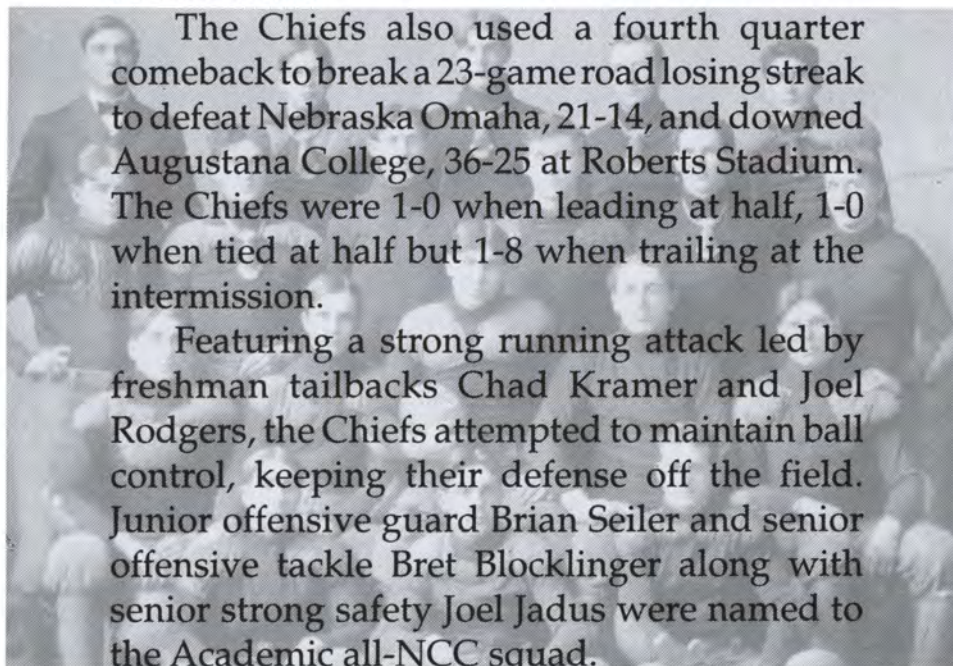 The Chiefs also used a fourth quarter
comeback to break a 23-game road losing streak
to defeat Nebraska Omaha, 21-14, and downed
Augustana College, 36-25 at Roberts Stadium.
The Chiefs were 1-0 when leading at half, 1-0
when tied at half but 1-8 when trailing at the
intermission.
Featuring a strong running attack led by
freshman tailbacks Chad Kramer and Joel
Rodgers, the Chiefs attempted to maintain ball
control, keeping their defense off the field.
Junior offensive guard Brian Seiler and senior
offensive tackle Bret Blocklinger along with
senior strong safety Joel Jadus were named to
the Academic all-NCC squad.